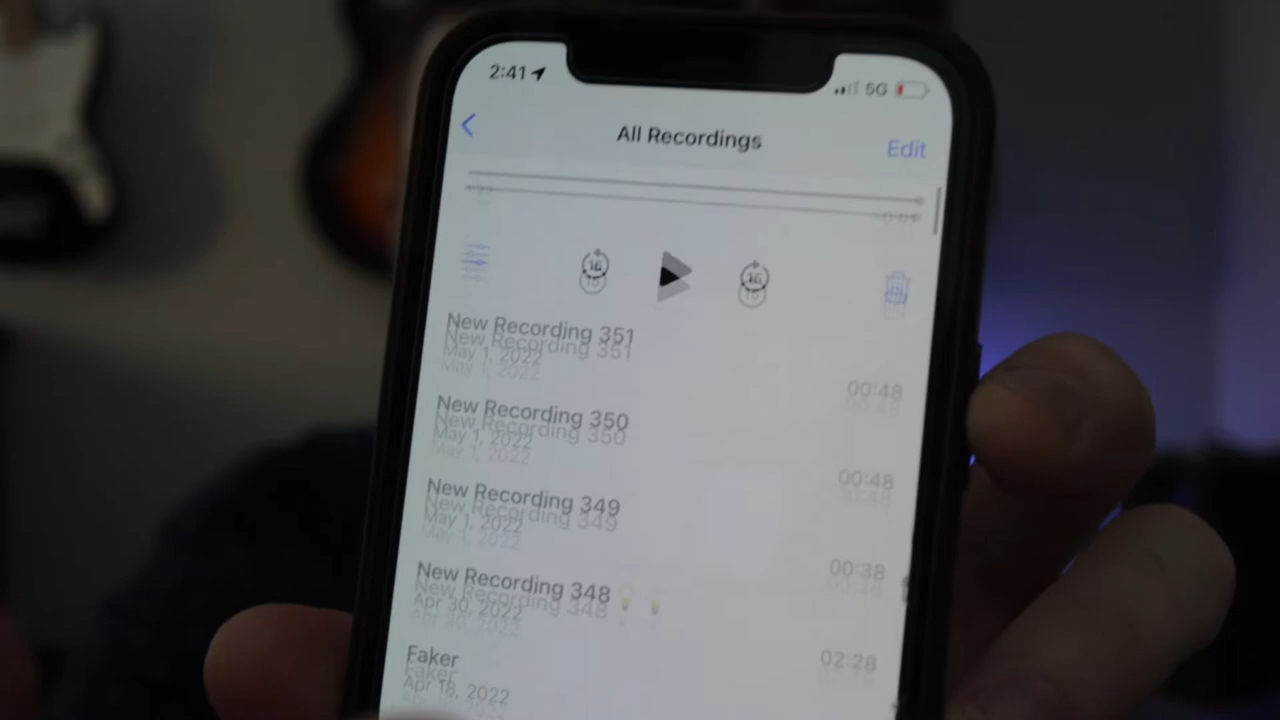 2:41 5G
All Recordings Edit
15 15
New Recording 351
May 1, 2022 00:48
New Recording 350
May 1, 2022 00:48
New Recording 349
May 1, 2022 00:38
New Recording 348
Apr 30, 2022 02:28
Faker
Apr 18, 2022